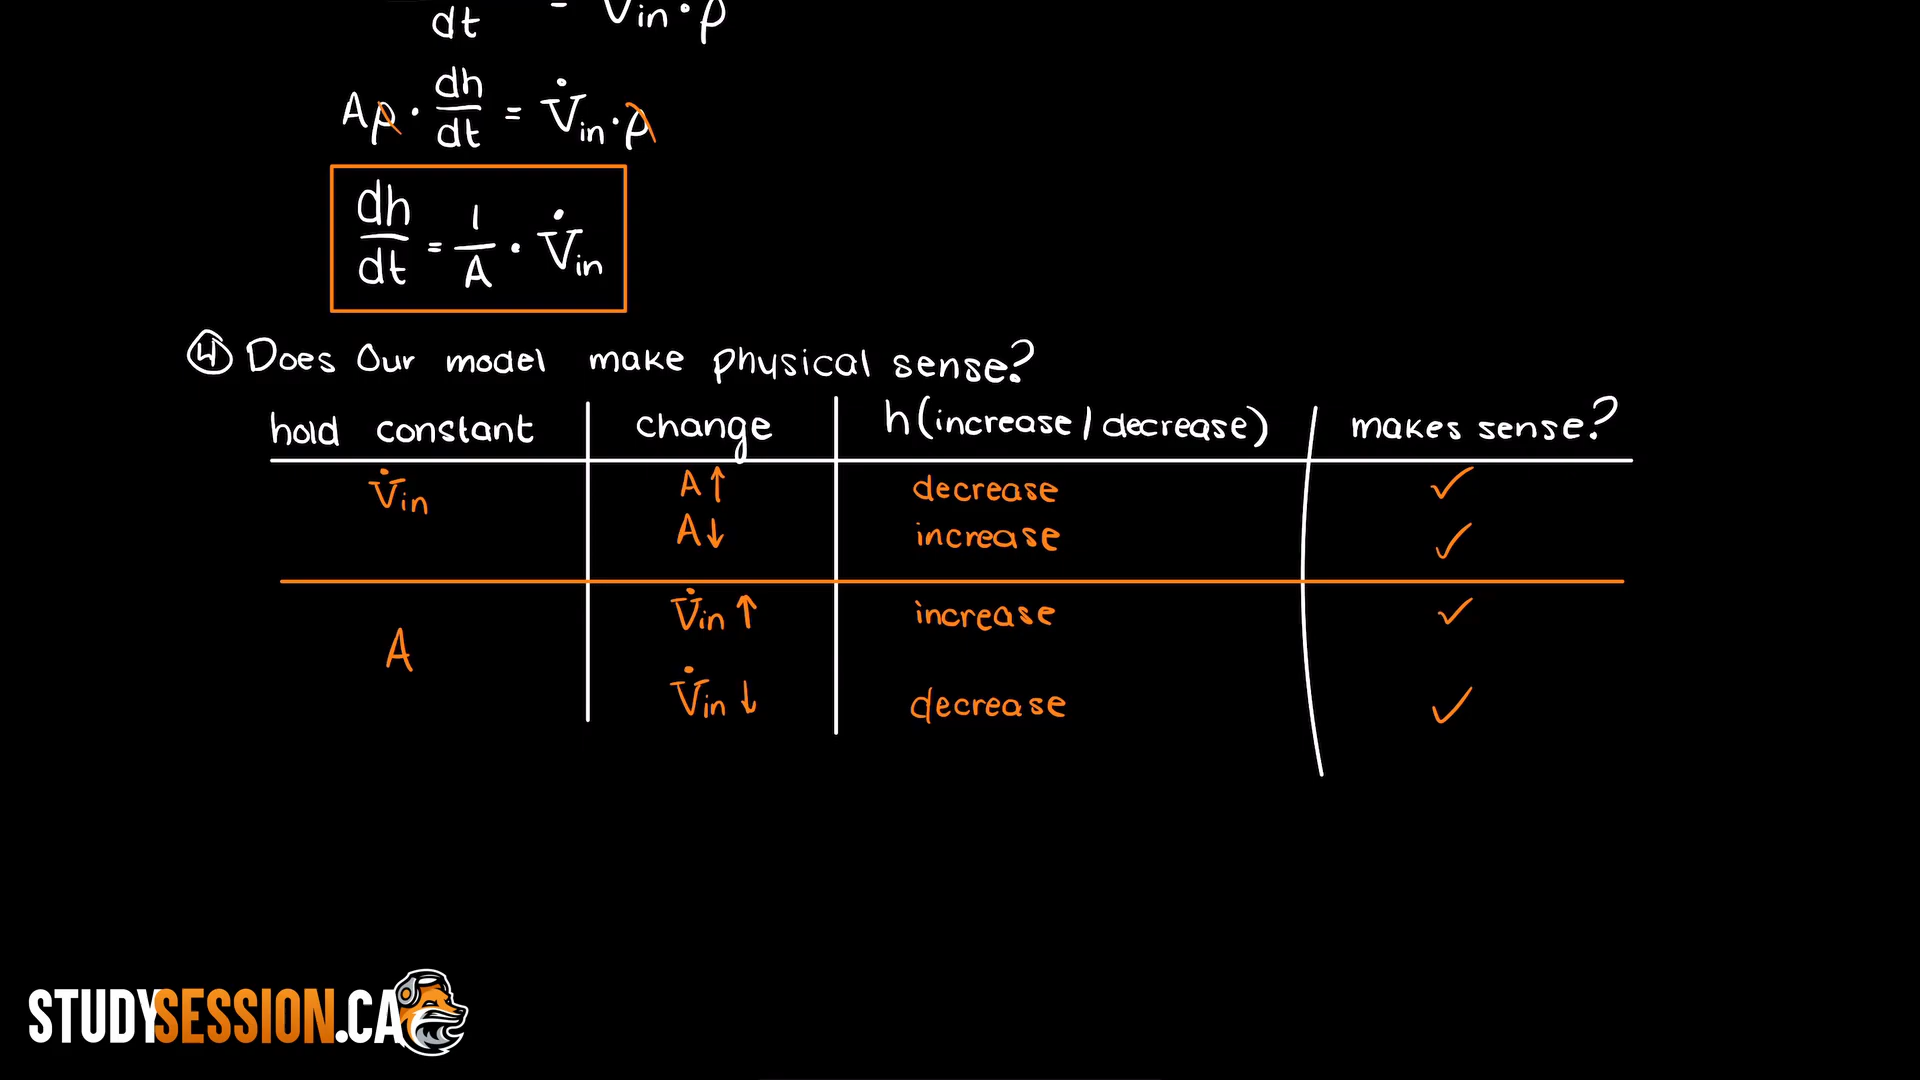 dt = V̇in · ρ
Aρ · dh/dt = V̇in · ρ
dh/dt = 1/A · V̇in
④ Does Our model make physical sense?
hold constant | change | h(increase/decrease) | makes sense?
V̇in | A↑ | decrease | ✓
A↓ | increase | ✓
A | V̇in ↑ | increase | ✓
V̇in ↓ | decrease | ✓
STUDYSESSION.CA